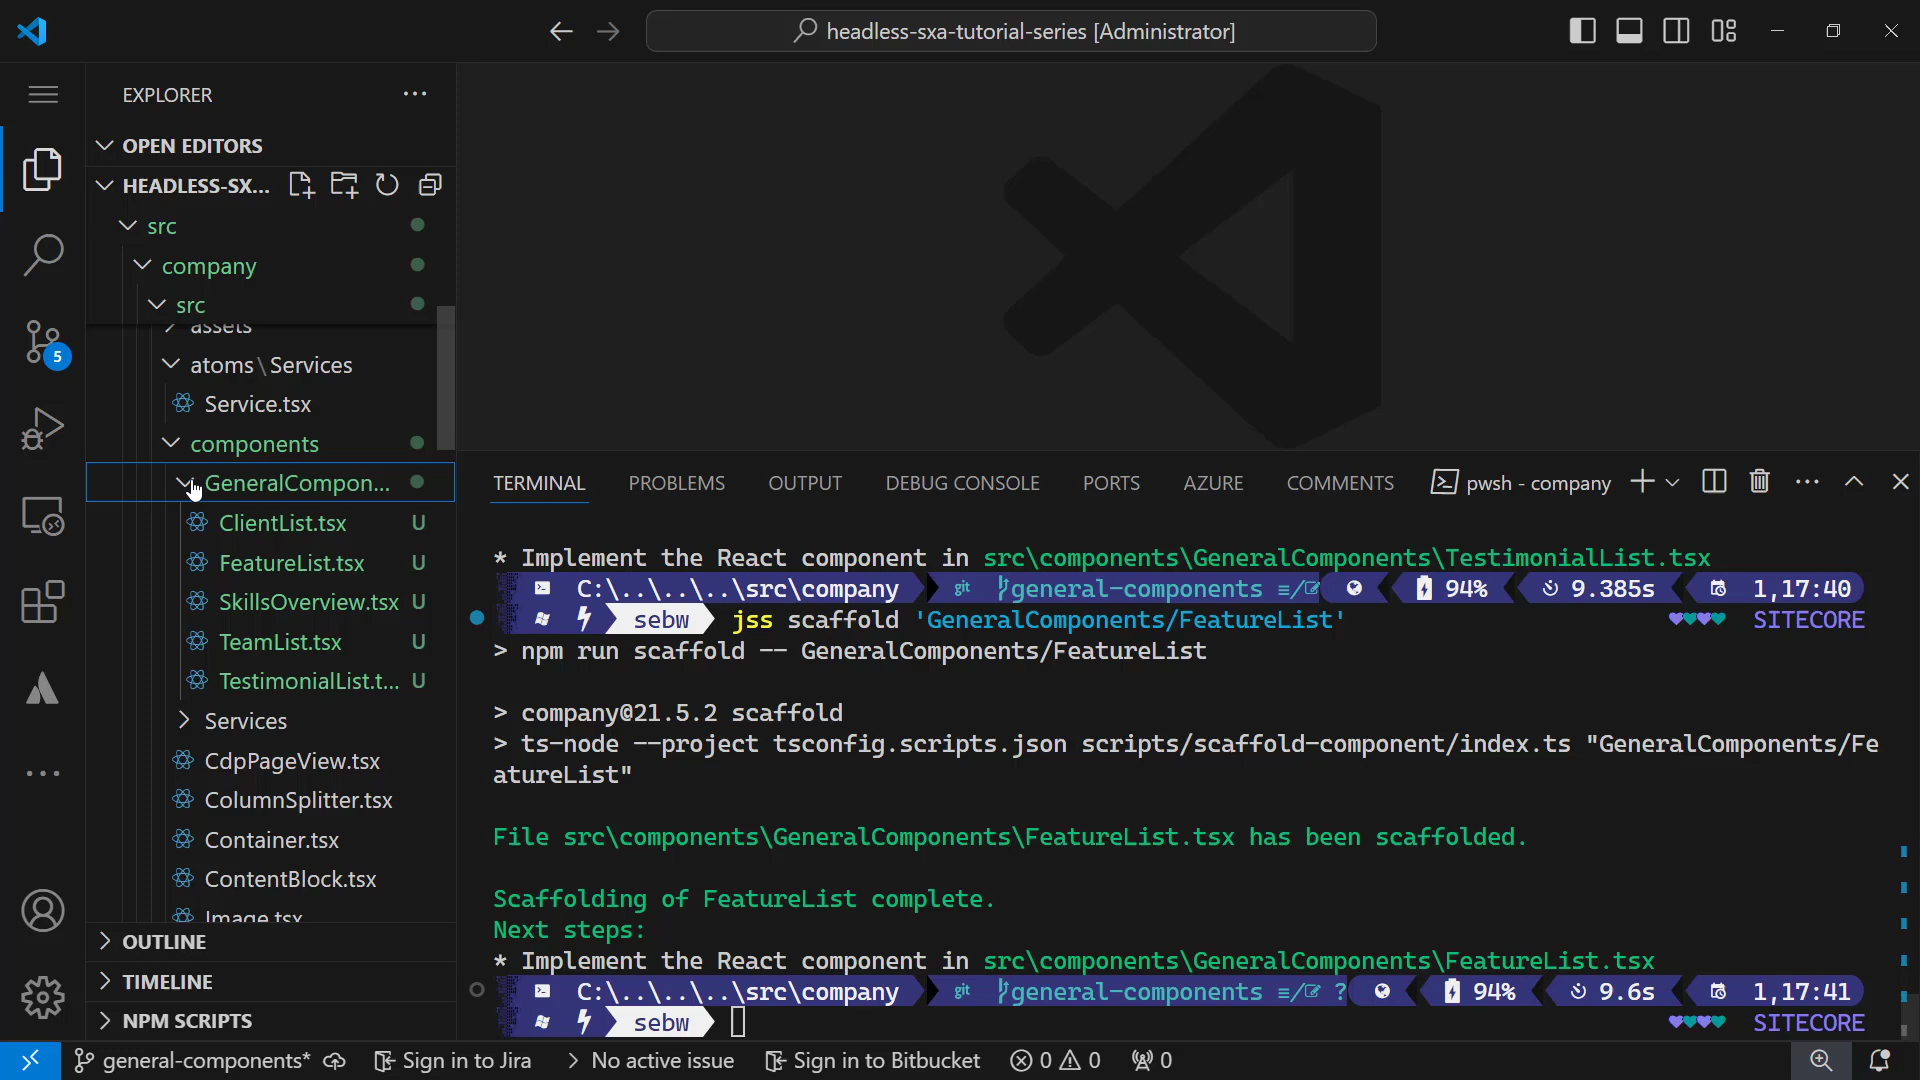 headless-sxa-tutorial-series [Administrator]
EXPLORER
OPEN EDITORS
HEADLESS-SX...
src
company
src
assets
atoms\Services
Service.tsx
components
GeneralCompon...
ClientList.tsx U
FeatureList.tsx U
SkillsOverview.tsx U
TeamList.tsx U
TestimonialList.t... U
Services
CdpPageView.tsx
ColumnSplitter.tsx
Container.tsx
ContentBlock.tsx
Image.tsx
OUTLINE
TIMELINE
NPM SCRIPTS
5
TERMINAL PROBLEMS OUTPUT DEBUG CONSOLE PORTS AZURE COMMENTS pwsh - company
* Implement the React component in src\components\GeneralComponents\TestimonialList.tsx
C:\..\..\..\src\company git general-components ≡/ 94% 9.385s 1,17:40
sebw jss scaffold 'GeneralComponents/FeatureList' SITECORE
> npm run scaffold -- GeneralComponents/FeatureList
> company@21.5.2 scaffold
> ts-node --project tsconfig.scripts.json scripts/scaffold-component/index.ts "GeneralComponents/Fe
atureList"
File src\components\GeneralComponents\FeatureList.tsx has been scaffolded.
Scaffolding of FeatureList complete.
Next steps:
* Implement the React component in src\components\GeneralComponents\FeatureList.tsx
C:\..\..\..\src\company git general-components ≡/ ? 94% 9.6s 1,17:41
sebw SITECORE
general-components* Sign in to Jira No active issue Sign in to Bitbucket 0 0 0